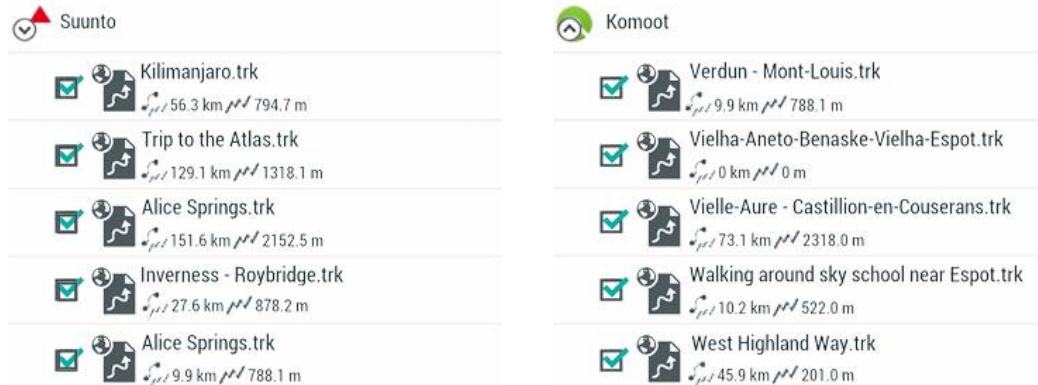 Suunto
Kilimanjaro.trk
56.3 km 794.7 m
Trip to the Atlas.trk
129.1 km 1318.1 m
Alice Springs.trk
151.6 km 2152.5 m
Inverness - Roybridge.trk
27.6 km 878.2 m
Alice Springs.trk
9.9 km 788.1 m
Komoot
Verdun - Mont-Louis.trk
9.9 km 788.1 m
Vielha-Aneto-Benaske-Vielha-Espot.trk
0 km 0 m
Vielle-Aure - Castillion-en-Couserans.trk
73.1 km 2318.0 m
Walking around sky school near Espot.trk
10.2 km 522.0 m
West Highland Way.trk
45.9 km 201.0 m